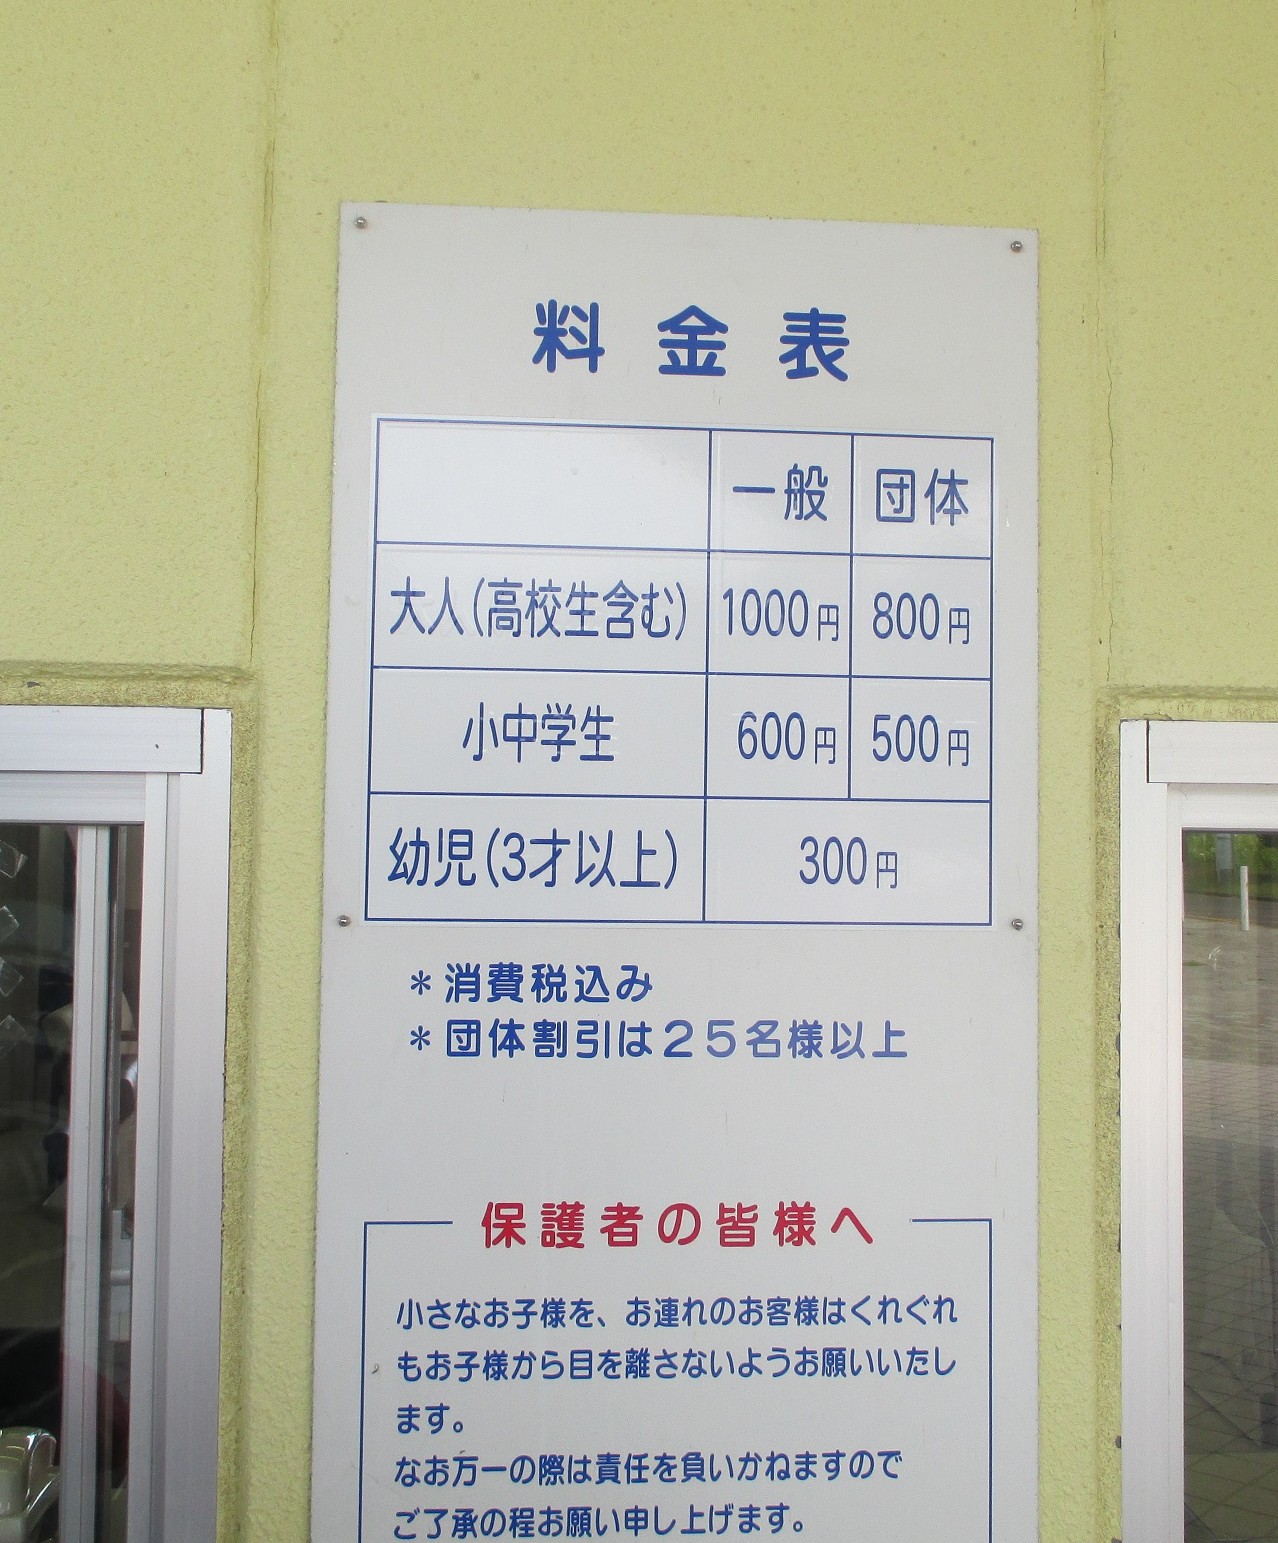 料金表
一般 団体
大人(高校生含む) 1000円 800円
小中学生 600円 500円
幼児(3才以上) 300円
＊消費税込み
＊団体割引は２５名様以上
保護者の皆様へ
小さなお子様を、お連れのお客様はくれぐれ
もお子様から目を離さないようお願いいたし
ます。
なお万一の際は責任を負いかねますので
ご了承の程お願い申し上げます。